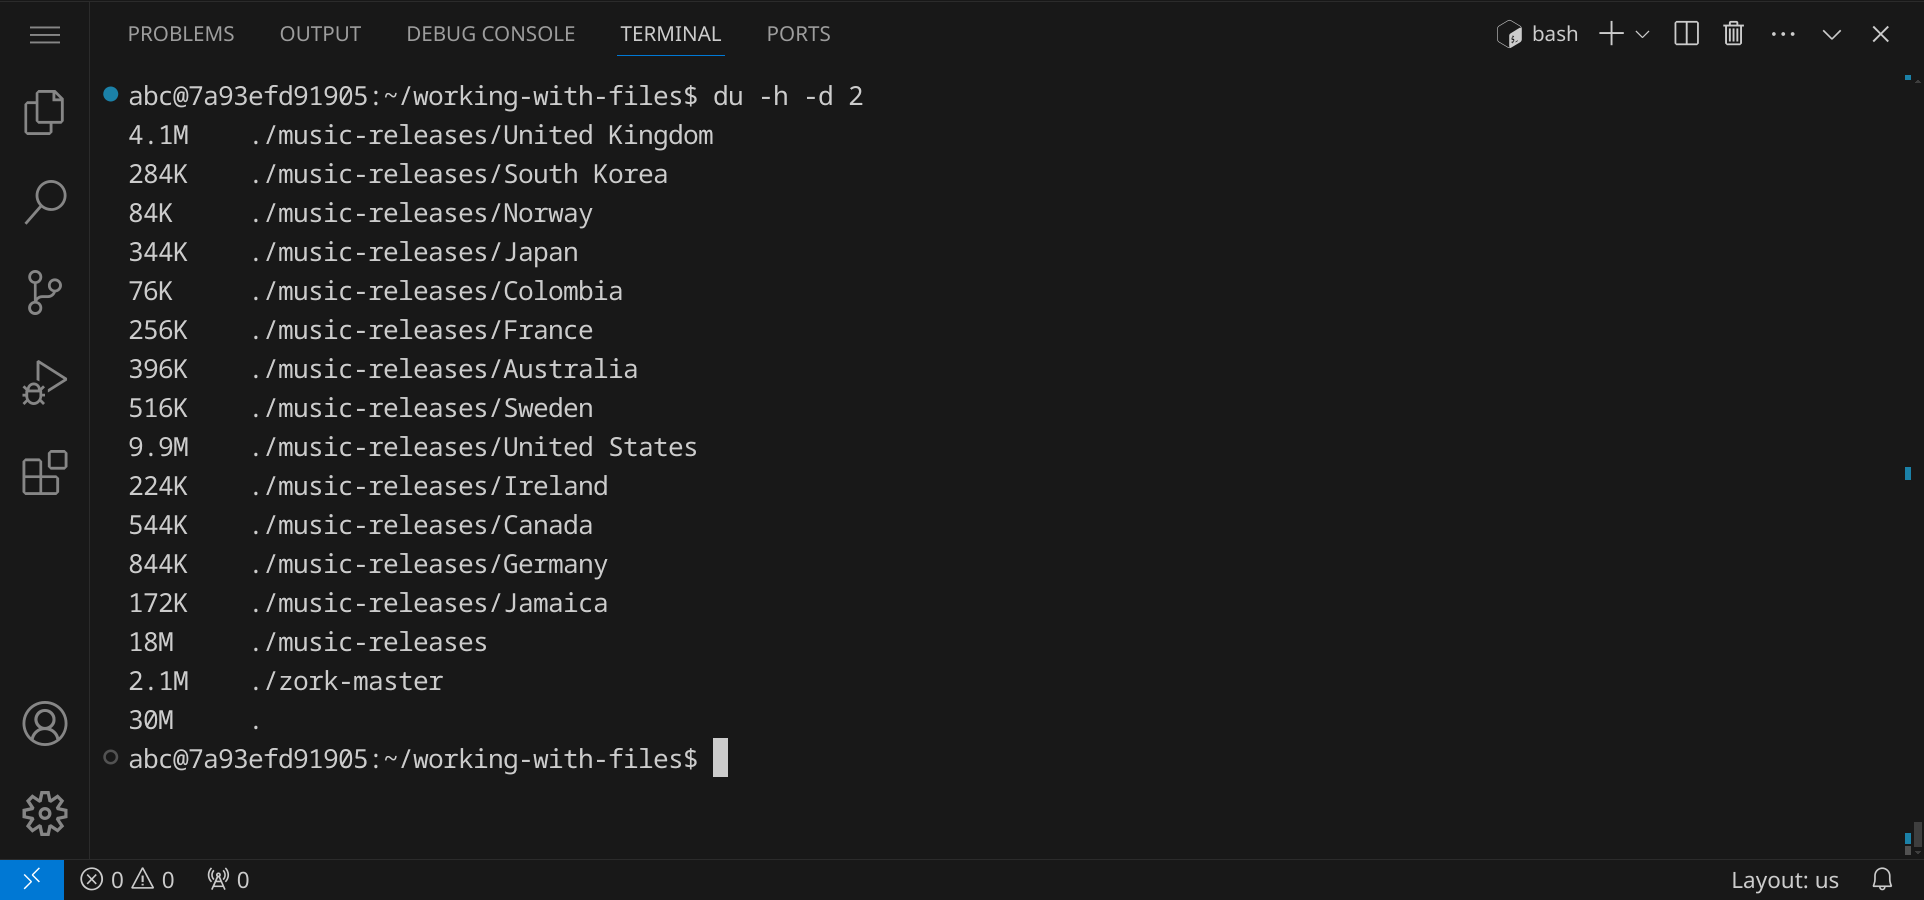 PROBLEMS OUTPUT DEBUG CONSOLE TERMINAL PORTS bash
abc@7a93efd91905:~/working-with-files$ du -h -d 2
4.1M ./music-releases/United Kingdom
284K ./music-releases/South Korea
84K ./music-releases/Norway
344K ./music-releases/Japan
76K ./music-releases/Colombia
256K ./music-releases/France
396K ./music-releases/Australia
516K ./music-releases/Sweden
9.9M ./music-releases/United States
224K ./music-releases/Ireland
544K ./music-releases/Canada
844K ./music-releases/Germany
172K ./music-releases/Jamaica
18M ./music-releases
2.1M ./zork-master
30M .
abc@7a93efd91905:~/working-with-files$
0 0 0 Layout: us